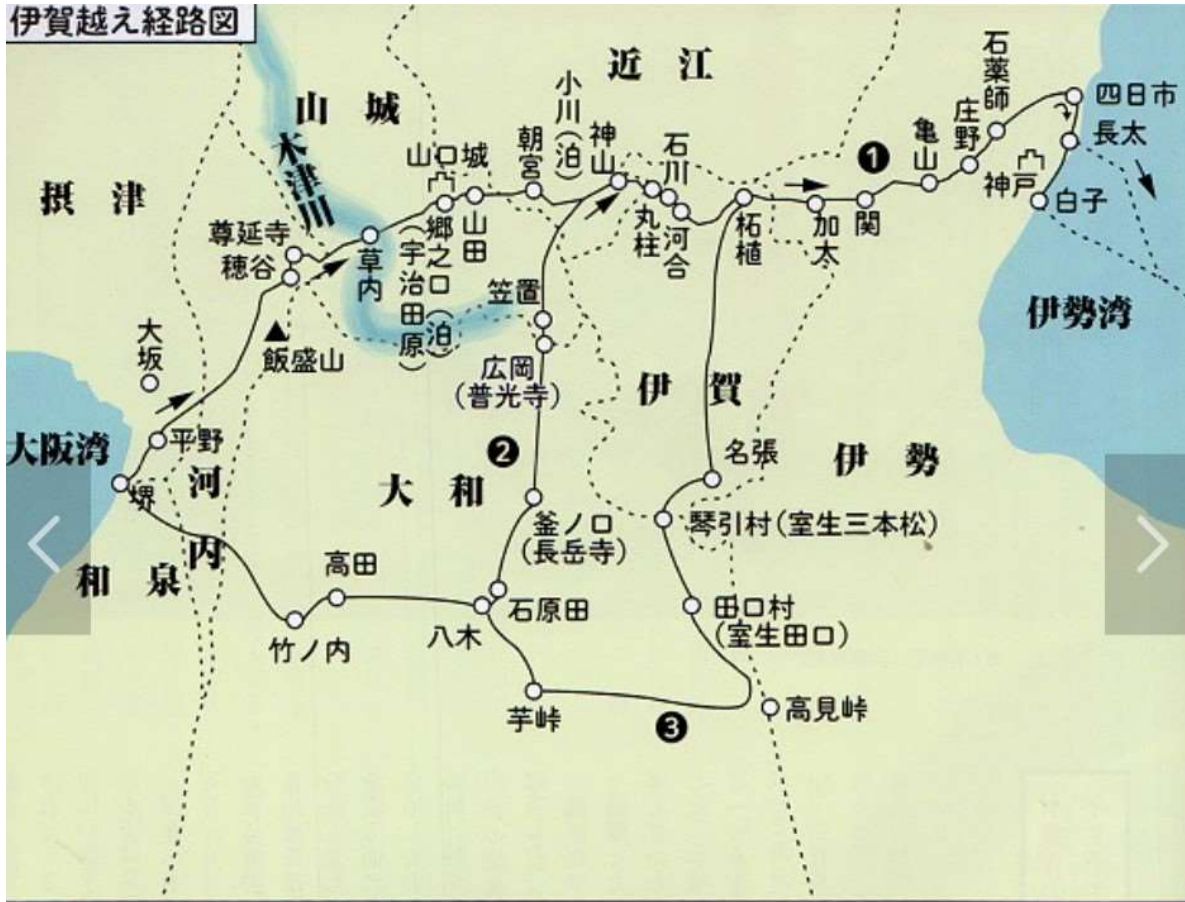 伊賀越え経路図
近江
山城
摂津
木津川
石薬師
四日市
長太
庄野
亀山
神戸
白子
❶
小川(泊)
神山
石川
朝宮
山口城
丸柱
河合
柘植
加太
関
山田
郷之口(泊)
(宇治田原)
草内
尊延寺
穂谷
飯盛山
笠置
広岡
(普光寺)
伊勢湾
大坂
平野
大阪湾
堺
河内
和泉
伊賀
伊勢
大和
❷
名張
琴引村(室生三本松)
釜ノ口
(長岳寺)
高田
竹ノ内
八木
石原田
田口村
(室生田口)
芋峠
高見峠
❸